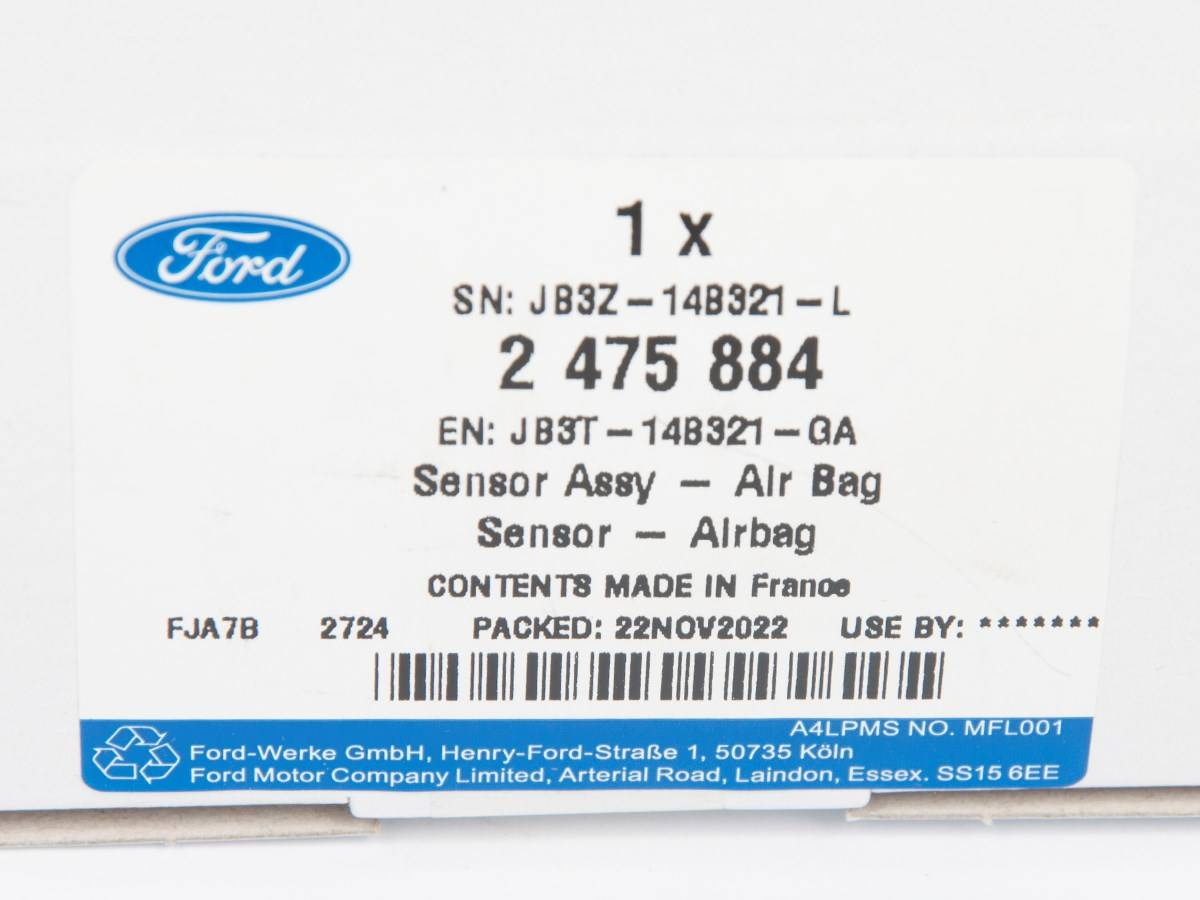 Ford
1 x
SN: JB3Z-14B321-L
2 475 884
EN: JB3T-14B321-GA
Sensor Assy - Air Bag
Sensor - Airbag
CONTENTS MADE IN France
FJA7B 2724 PACKED: 22NOV2022 USE BY: *******
A4LPMS NO. MFL001
Ford-Werke GmbH, Henry-Ford-Straße 1, 50735 Köln
Ford Motor Company Limited, Arterial Road, Laindon, Essex. SS15 6EE